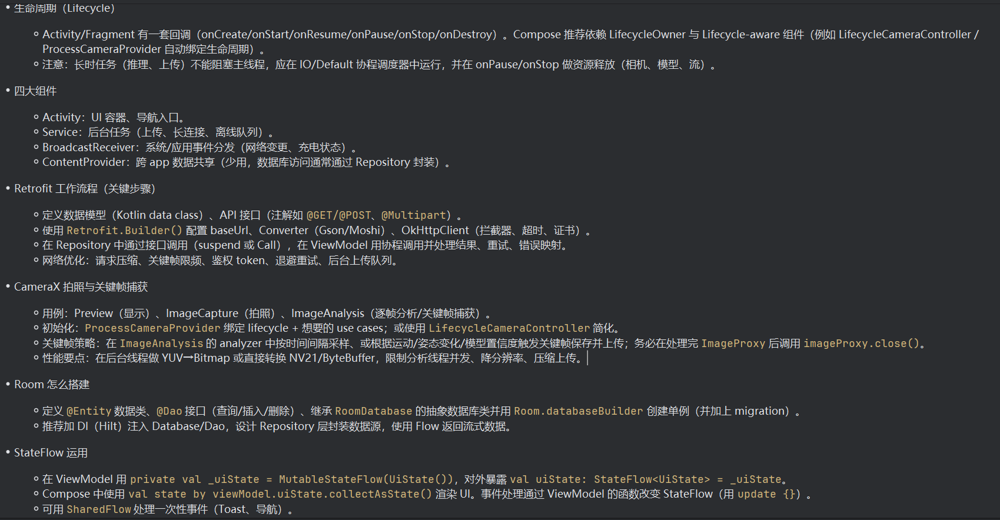 • 生命周期（Lifecycle）
◦ Activity/Fragment 有一套回调（onCreate/onStart/onResume/onPause/onStop/onDestroy）。Compose 推荐依赖 LifecycleOwner 与 Lifecycle-aware 组件（例如 LifecycleCameraController /
ProcessCameraProvider 自动绑定生命周期）。
◦ 注意：长时任务（推理、上传）不能阻塞主线程，应在 IO/Default 协程调度器中运行，并在 onPause/onStop 做资源释放（相机、模型、流）。
• 四大组件
◦ Activity：UI 容器、导航入口。
◦ Service：后台任务（上传、长连接、离线队列）。
◦ BroadcastReceiver：系统/应用事件分发（网络变更、充电状态）。
◦ ContentProvider：跨 app 数据共享（少用，数据库访问通常通过 Repository 封装）。
• Retrofit 工作流程（关键步骤）
◦ 定义数据模型（Kotlin data class）、API 接口（注解如 @GET/@POST、@Multipart）。
◦ 使用 Retrofit.Builder() 配置 baseUrl、Converter（Gson/Moshi）、OkHttpClient（拦截器、超时、证书）。
◦ 在 Repository 中通过接口调用（suspend 或 Call），在 ViewModel 用协程调用并处理结果、重试、错误映射。
◦ 网络优化：请求压缩、关键帧限频、鉴权 token、退避重试、后台上传队列。
• CameraX 拍照与关键帧捕获
◦ 用例：Preview（显示）、ImageCapture（拍照）、ImageAnalysis（逐帧分析/关键帧捕获）。
◦ 初始化：ProcessCameraProvider 绑定 lifecycle + 想要的 use cases；或使用 LifecycleCameraController 简化。
◦ 关键帧策略：在 ImageAnalysis 的 analyzer 中按时间间隔采样、或根据运动/姿态变化/模型置信度触发关键帧保存并上传；务必在处理完 ImageProxy 后调用 imageProxy.close()。
◦ 性能要点：在后台线程做 YUV→Bitmap 或直接转换 NV21/ByteBuffer，限制分析线程并发、降分辨率、压缩上传。
• Room 怎么搭建
◦ 定义 @Entity 数据类、@Dao 接口（查询/插入/删除）、继承 RoomDatabase 的抽象数据库类并用 Room.databaseBuilder 创建单例（并加上 migration）。
◦ 推荐加 DI（Hilt）注入 Database/Dao，设计 Repository 层封装数据源，使用 Flow 返回流式数据。
• StateFlow 运用
◦ 在 ViewModel 用 private val _uiState = MutableStateFlow(UiState())，对外暴露 val uiState: StateFlow<UiState> = _uiState。
◦ Compose 中使用 val state by viewModel.uiState.collectAsState() 渲染 UI。事件处理通过 ViewModel 的函数改变 StateFlow（用 update {}）。
◦ 可用 SharedFlow 处理一次性事件（Toast、导航）。